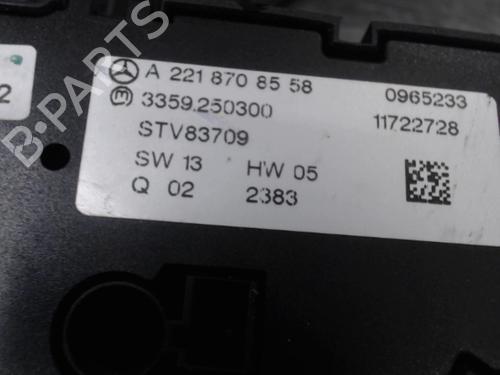 B-PARTS
2
A 221 870 85 58
0965233
3359.250300
11722728
STV83709
SW 13 HW 05
Q 02 2383